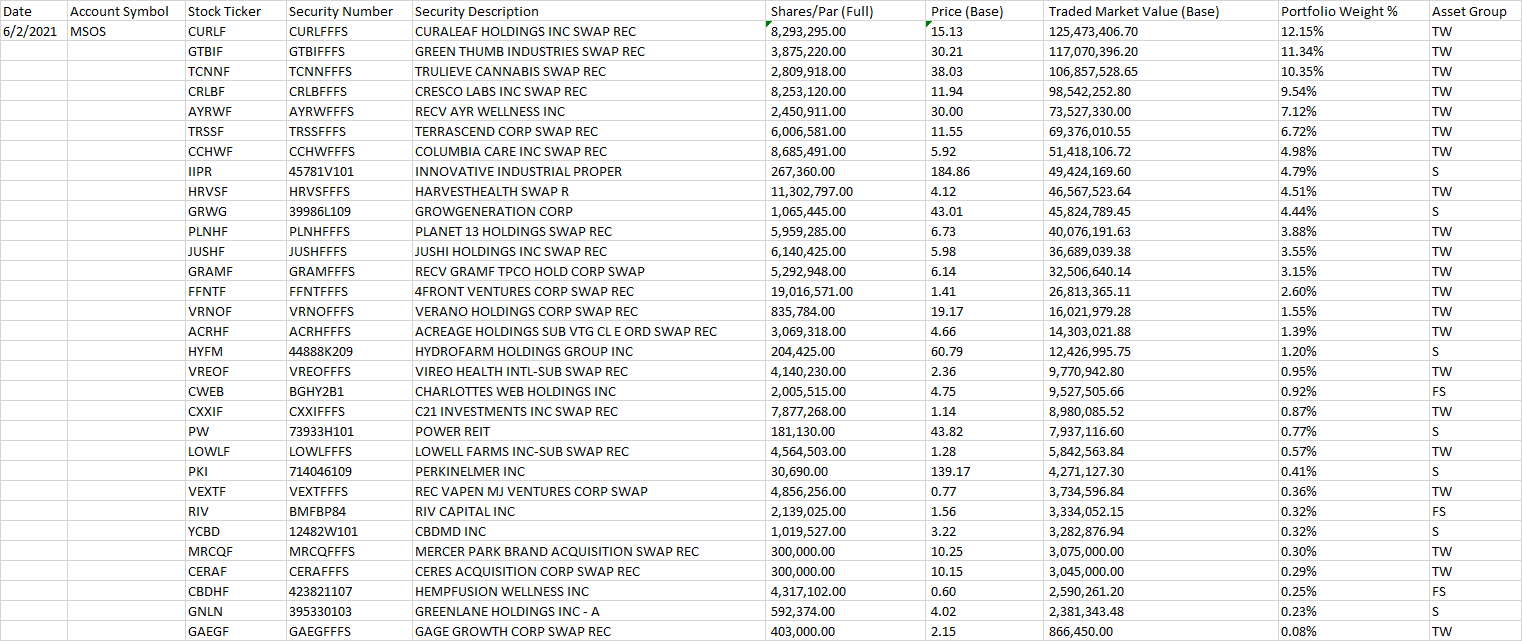 Date Account Symbol Stock Ticker Security Number Security Description Shares/Par (Full) Price (Base) Traded Market Value (Base) Portfolio Weight % Asset Group
6/2/2021 MSOS CURLF CURLFFFS CURALEAF HOLDINGS INC SWAP REC 8,293,295.00 15.13 125,473,406.70 12.15% TW
GTBIF GTBIFFFS GREEN THUMB INDUSTRIES SWAP REC 3,875,220.00 30.21 117,070,396.20 11.34% TW
TCNNF TCNNFFFS TRULIEVE CANNABIS SWAP REC 2,809,918.00 38.03 106,857,528.65 10.35% TW
CRLBF CRLBFFFS CRESCO LABS INC SWAP REC 8,253,120.00 11.94 98,542,252.80 9.54% TW
AYRWF AYRWFFFS RECV AYR WELLNESS INC 2,450,911.00 30.00 73,527,330.00 7.12% TW
TRSSF TRSSFFFS TERRASCEND CORP SWAP REC 6,006,581.00 11.55 69,376,010.55 6.72% TW
CCHWF CCHWFFFS COLUMBIA CARE INC SWAP REC 8,685,491.00 5.92 51,418,106.72 4.98% TW
IIPR 45781V101 INNOVATIVE INDUSTRIAL PROPER 267,360.00 184.86 49,424,169.60 4.79% S
HRVSF HRVSFFFS HARVESTHEALTH SWAP R 11,302,797.00 4.12 46,567,523.64 4.51% TW
GRWG 39986L109 GROWGENERATION CORP 1,065,445.00 43.01 45,824,789.45 4.44% S
PLNHF PLNHFFFS PLANET 13 HOLDINGS SWAP REC 5,959,285.00 6.73 40,076,191.63 3.88% TW
JUSHF JUSHFFFS JUSHI HOLDINGS INC SWAP REC 6,140,425.00 5.98 36,689,039.38 3.55% TW
GRAMF GRAMFFFS RECV GRAMF TPCO HOLD CORP SWAP 5,292,948.00 6.14 32,506,640.14 3.15% TW
FFNTF FFNTFFFS 4FRONT VENTURES CORP SWAP REC 19,016,571.00 1.41 26,813,365.11 2.60% TW
VRNOF VRNOFFFS VERANO HOLDINGS CORP SWAP REC 835,784.00 19.17 16,021,979.28 1.55% TW
ACRHF ACRHFFFS ACREAGE HOLDINGS SUB VTG CL E ORD SWAP REC 3,069,318.00 4.66 14,303,021.88 1.39% TW
HYFM 44888K209 HYDROFARM HOLDINGS GROUP INC 204,425.00 60.79 12,426,995.75 1.20% S
VREOF VREOFFFS VIREO HEALTH INTL-SUB SWAP REC 4,140,230.00 2.36 9,770,942.80 0.95% TW
CWEB BGHY2B1 CHARLOTTES WEB HOLDINGS INC 2,005,515.00 4.75 9,527,505.66 0.92% FS
CXXIF CXXIFFFS C21 INVESTMENTS INC SWAP REC 7,877,268.00 1.14 8,980,085.52 0.87% TW
PW 73933H101 POWER REIT 181,130.00 43.82 7,937,116.60 0.77% S
LOWLF LOWLFFFS LOWELL FARMS INC-SUB SWAP REC 4,564,503.00 1.28 5,842,563.84 0.57% TW
PKI 714046109 PERKINELMER INC 30,690.00 139.17 4,271,127.30 0.41% S
VEXTF VEXTFFFS REC VAPEN MJ VENTURES CORP SWAP 4,856,256.00 0.77 3,734,596.84 0.36% TW
RIV BMFBP84 RIV CAPITAL INC 2,139,025.00 1.56 3,334,052.15 0.32% FS
YCBD 12482W101 CBDMD INC 1,019,527.00 3.22 3,282,876.94 0.32% S
MRCQF MRCQFFFS MERCER PARK BRAND ACQUISITION SWAP REC 300,000.00 10.25 3,075,000.00 0.30% TW
CERAF CERAFFFS CERES ACQUISITION CORP SWAP REC 300,000.00 10.15 3,045,000.00 0.29% TW
CBDHF 423821107 HEMPFUSION WELLNESS INC 4,317,102.00 0.60 2,590,261.20 0.25% FS
GNLN 395330103 GREENLANE HOLDINGS INC - A 592,374.00 4.02 2,381,343.48 0.23% S
GAEGF GAEGFFFS GAGE GROWTH CORP SWAP REC 403,000.00 2.15 866,450.00 0.08% TW